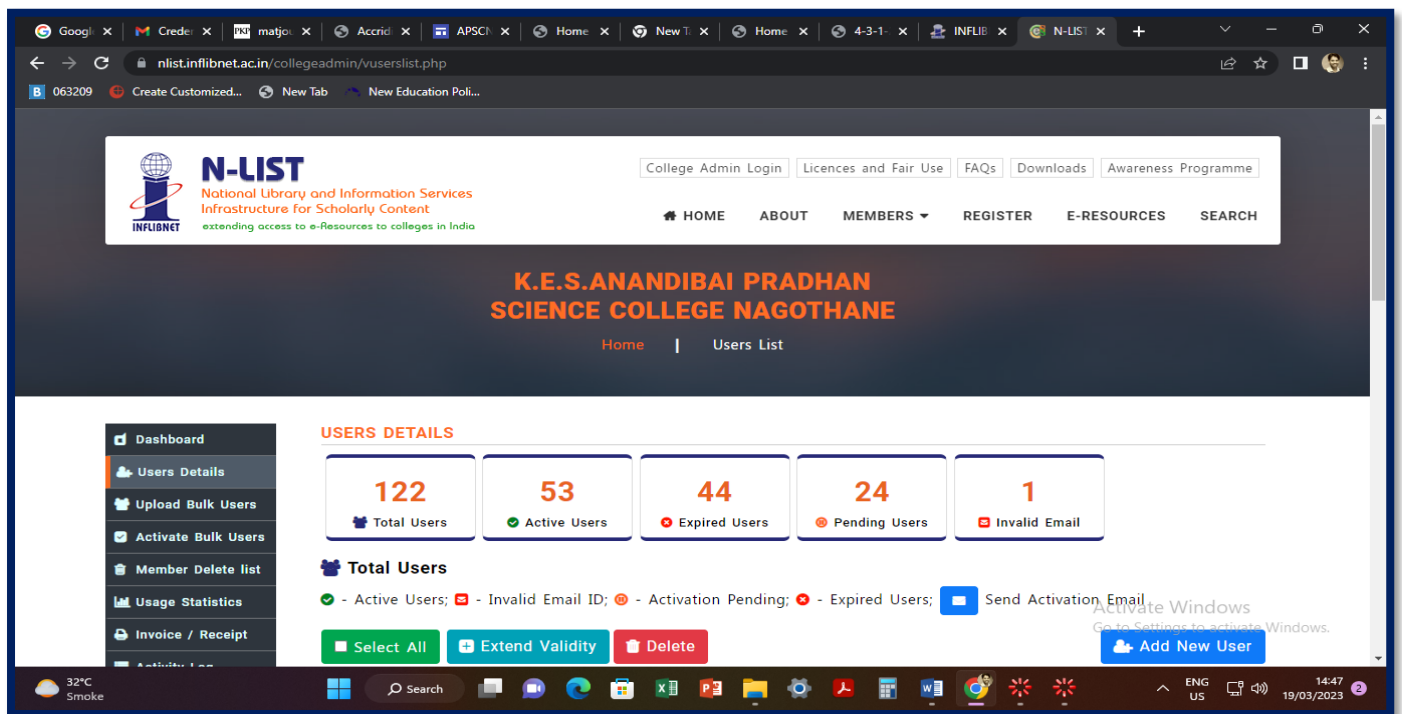 Googl
Creder
PKP matjou
Accridi
APSCN
Home
New Ta
Home
4-3-1-
INFLIB
N-LIST
nlist.inflibnet.ac.in/collegeadmin/vuserslist.php
B 063209
Create Customized...
New Tab
New Education Poli...
N-LIST
National Library and Information Services
Infrastructure for Scholarly Content
extending access to e-Resources to colleges in India
INFLIBNET
College Admin Login
Licences and Fair Use
FAQs
Downloads
Awareness Programme
HOME
ABOUT
MEMBERS
REGISTER
E-RESOURCES
SEARCH
K.E.S.ANANDIBAI PRADHAN
SCIENCE COLLEGE NAGOTHANE
Home | Users List
Dashboard
Users Details
Upload Bulk Users
Activate Bulk Users
Member Delete list
Usage Statistics
Invoice / Receipt
Activity Log
USERS DETAILS
122
Total Users
53
Active Users
44
Expired Users
24
Pending Users
1
Invalid Email
Total Users
- Active Users; - Invalid Email ID; - Activation Pending; - Expired Users; Send Activation Email
Activate Windows
Go to Settings to activate Windows.
Select All
Extend Validity
Delete
Add New User
32°C
Smoke
Search
ENG
US
14:47
19/03/2023
2